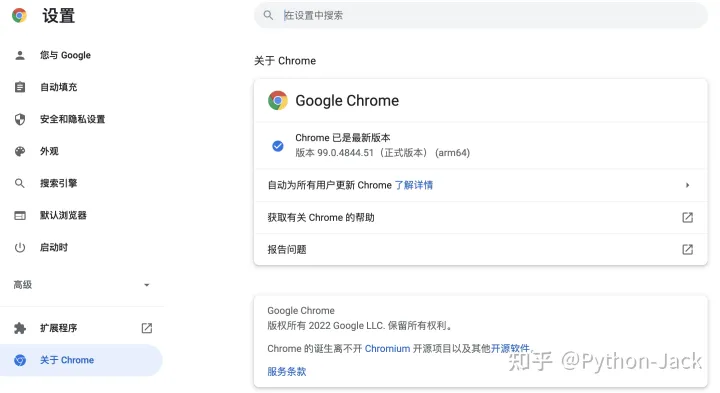 设置
在设置中搜索
您与 Google
自动填充
安全和隐私设置
外观
搜索引擎
默认浏览器
启动时
高级
扩展程序
关于 Chrome
关于 Chrome
Google Chrome
Chrome 已是最新版本
版本 99.0.4844.51（正式版本） (arm64)
自动为所有用户更新 Chrome 了解详情
获取有关 Chrome 的帮助
报告问题
Google Chrome
版权所有 2022 Google LLC. 保留所有权利。
Chrome 的诞生离不开 Chromium 开源项目以及其他开源软件。
服务条款
知乎 @Python-Jack